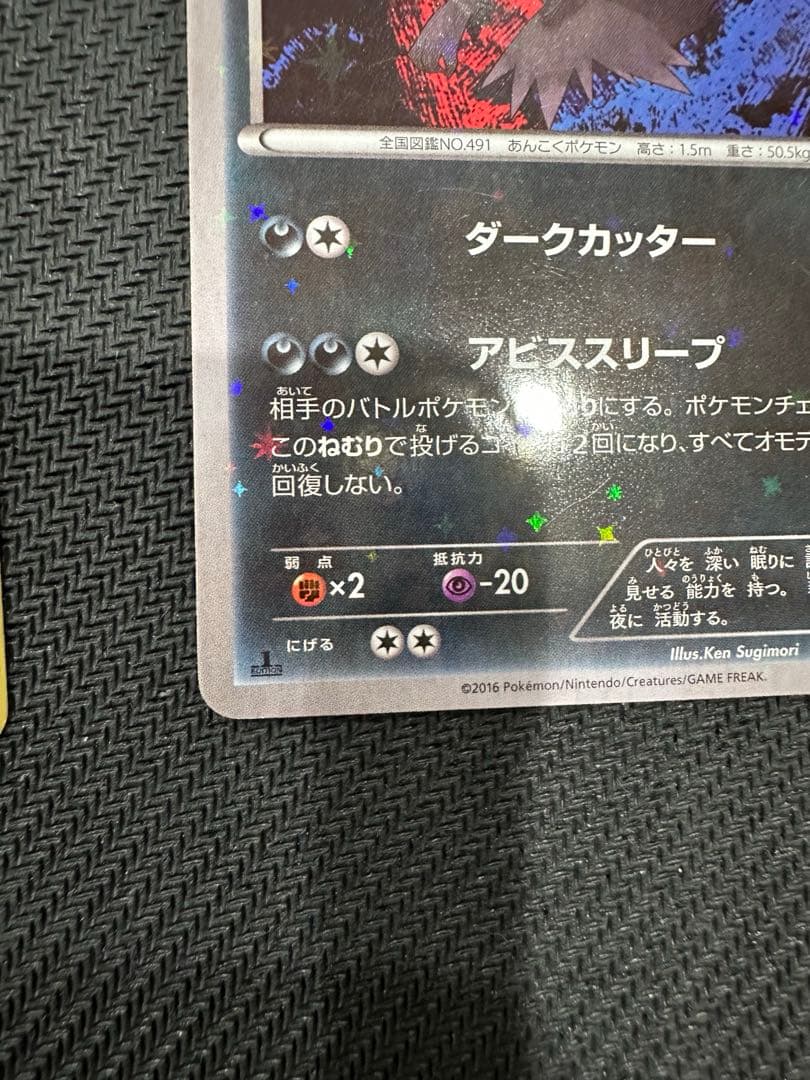 全国図鑑NO.491 あんこくポケモン 高さ:1.5m 重さ:50.5kg
ダークカッター
アビススリープ
あいて
相手のバトルポケモン りにする。ポケモンチェ
な かい
このねむりで投げるコ 2回になり、すべてオモテ
かいふく
回復しない。
弱点 抵抗力
×2 -20
にげる
ひとびと ふか ねむ
人々を 深い 眠りに
み のうりょく も
見せる 能力を 持つ。
よる かつどう
夜に 活動する。
1 EDITION
Illus.Ken Sugimori
©2016 Pokémon/Nintendo/Creatures/GAME FREAK.